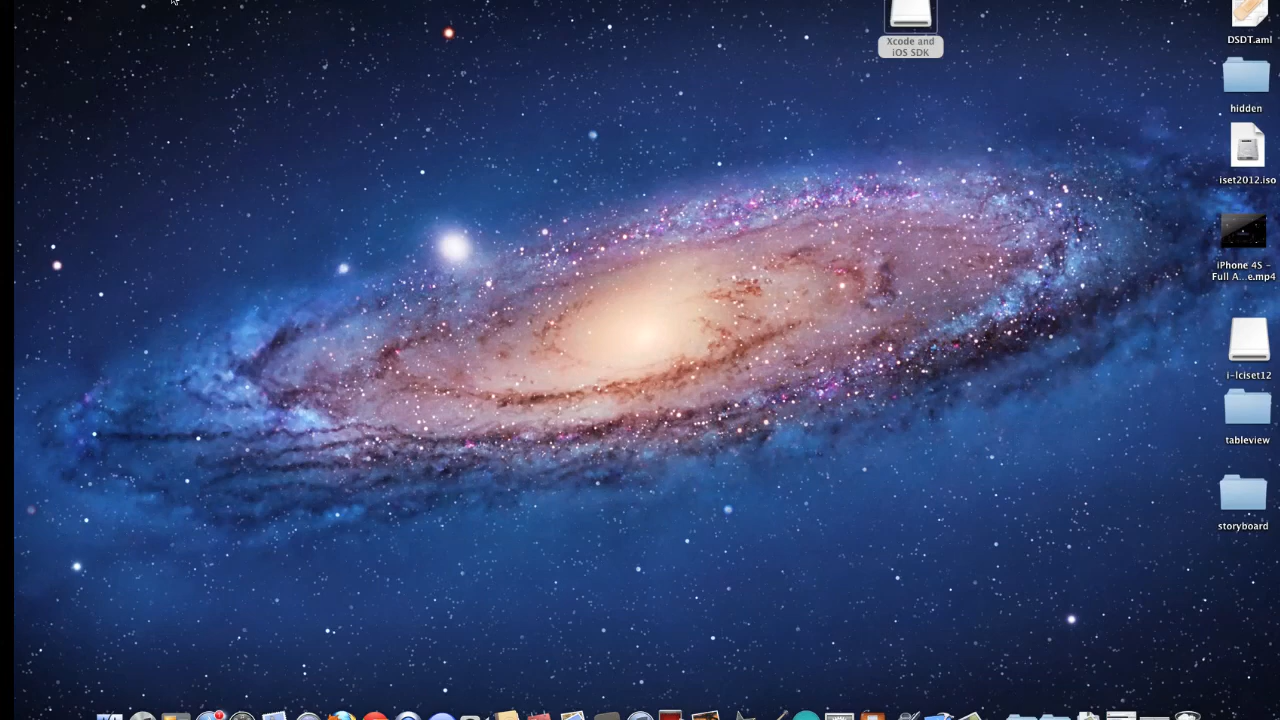 Xcode and
iOS SDK
DSDT.aml
hidden
iset2012.iso
iPhone 4S –
Full A...e.mp4
i-lciset12
tableview
storyboard